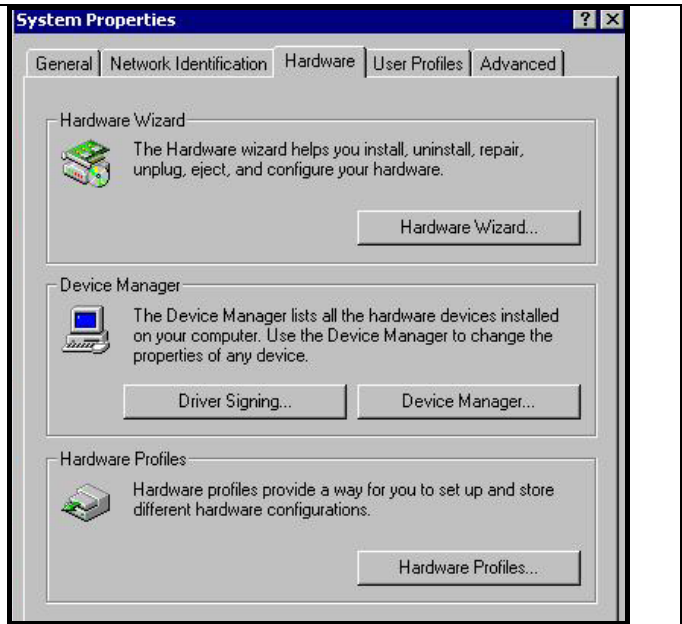 System Properties
General Network Identification Hardware User Profiles Advanced
Hardware Wizard
The Hardware wizard helps you install, uninstall, repair,
unplug, eject, and configure your hardware.
Hardware Wizard...
Device Manager
The Device Manager lists all the hardware devices installed
on your computer. Use the Device Manager to change the
properties of any device.
Driver Signing... Device Manager...
Hardware Profiles
Hardware profiles provide a way for you to set up and store
different hardware configurations.
Hardware Profiles...